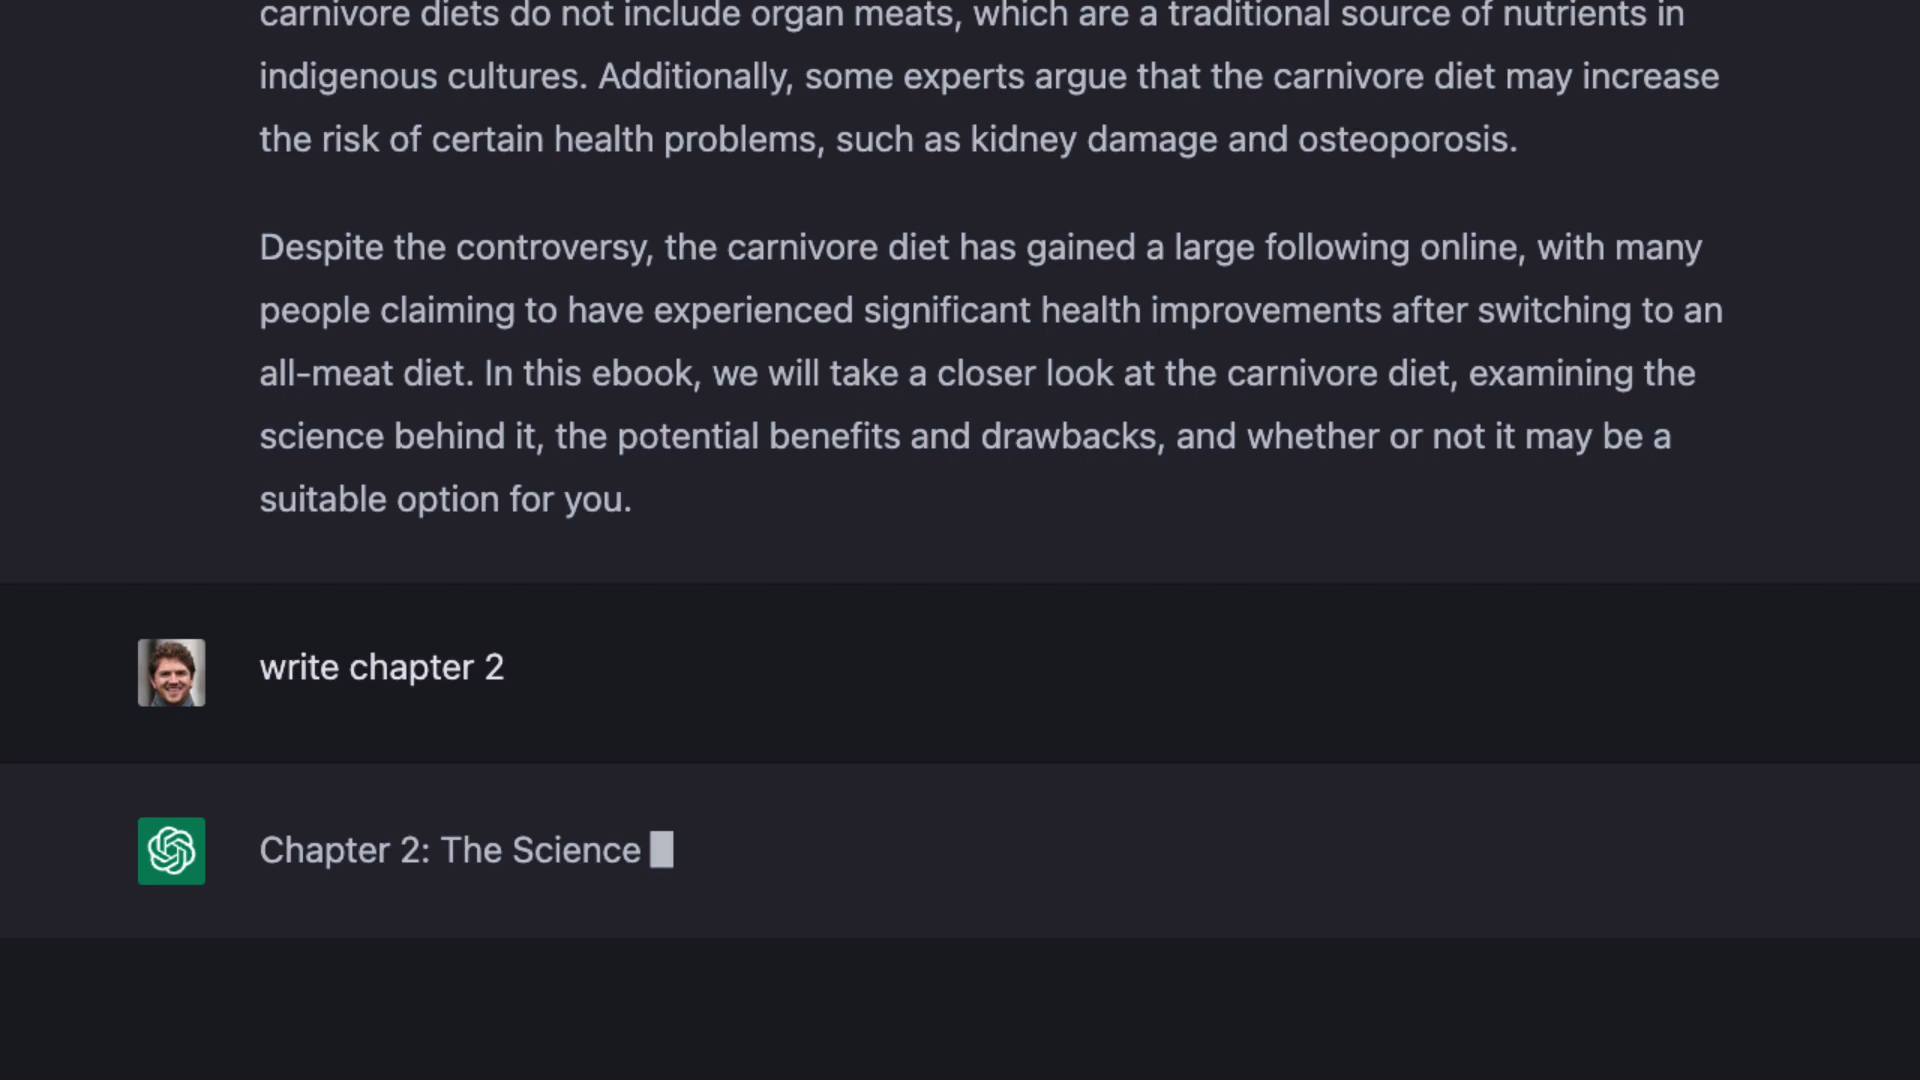 carnivore diets do not include organ meats, which are a traditional source of nutrients in
indigenous cultures. Additionally, some experts argue that the carnivore diet may increase
the risk of certain health problems, such as kidney damage and osteoporosis.
Despite the controversy, the carnivore diet has gained a large following online, with many
people claiming to have experienced significant health improvements after switching to an
all-meat diet. In this ebook, we will take a closer look at the carnivore diet, examining the
science behind it, the potential benefits and drawbacks, and whether or not it may be a
suitable option for you.
write chapter 2
Chapter 2: The Science